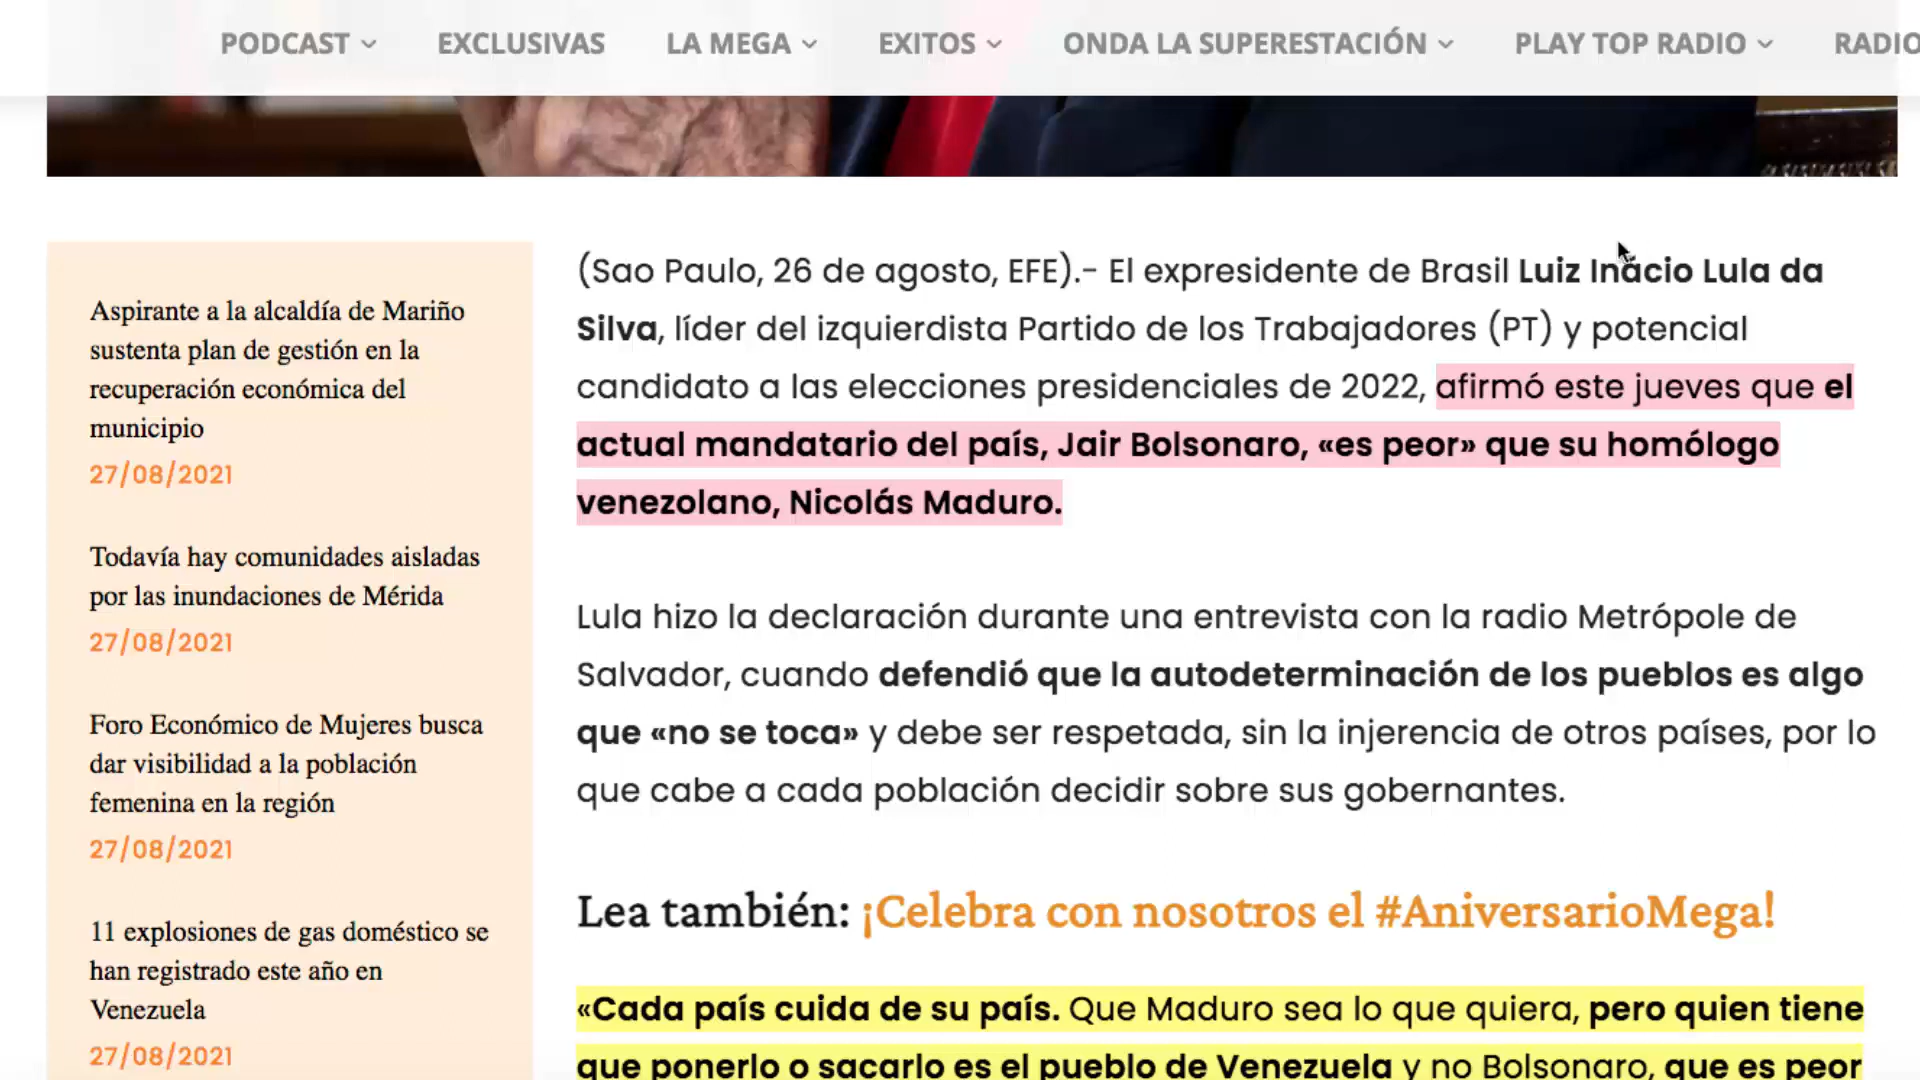 PODCAST EXCLUSIVAS LA MEGA EXITOS ONDA LA SUPERESTACIÓN PLAY TOP RADIO RADIO
Aspirante a la alcaldía de Mariño
sustenta plan de gestión en la
recuperación económica del
municipio
27/08/2021
Todavía hay comunidades aisladas
por las inundaciones de Mérida
27/08/2021
Foro Económico de Mujeres busca
dar visibilidad a la población
femenina en la región
27/08/2021
11 explosiones de gas doméstico se
han registrado este año en
Venezuela
27/08/2021
(Sao Paulo, 26 de agosto, EFE).- El expresidente de Brasil Luiz Inácio Lula da
Silva, líder del izquierdista Partido de los Trabajadores (PT) y potencial
candidato a las elecciones presidenciales de 2022, afirmó este jueves que el
actual mandatario del país, Jair Bolsonaro, «es peor» que su homólogo
venezolano, Nicolás Maduro.
Lula hizo la declaración durante una entrevista con la radio Metrópole de
Salvador, cuando defendió que la autodeterminación de los pueblos es algo
que «no se toca» y debe ser respetada, sin la injerencia de otros países, por lo
que cabe a cada población decidir sobre sus gobernantes.
Lea también: ¡Celebra con nosotros el #AniversarioMega!
«Cada país cuida de su país. Que Maduro sea lo que quiera, pero quien tiene
que ponerlo o sacarlo es el pueblo de Venezuela y no Bolsonaro, que es peor